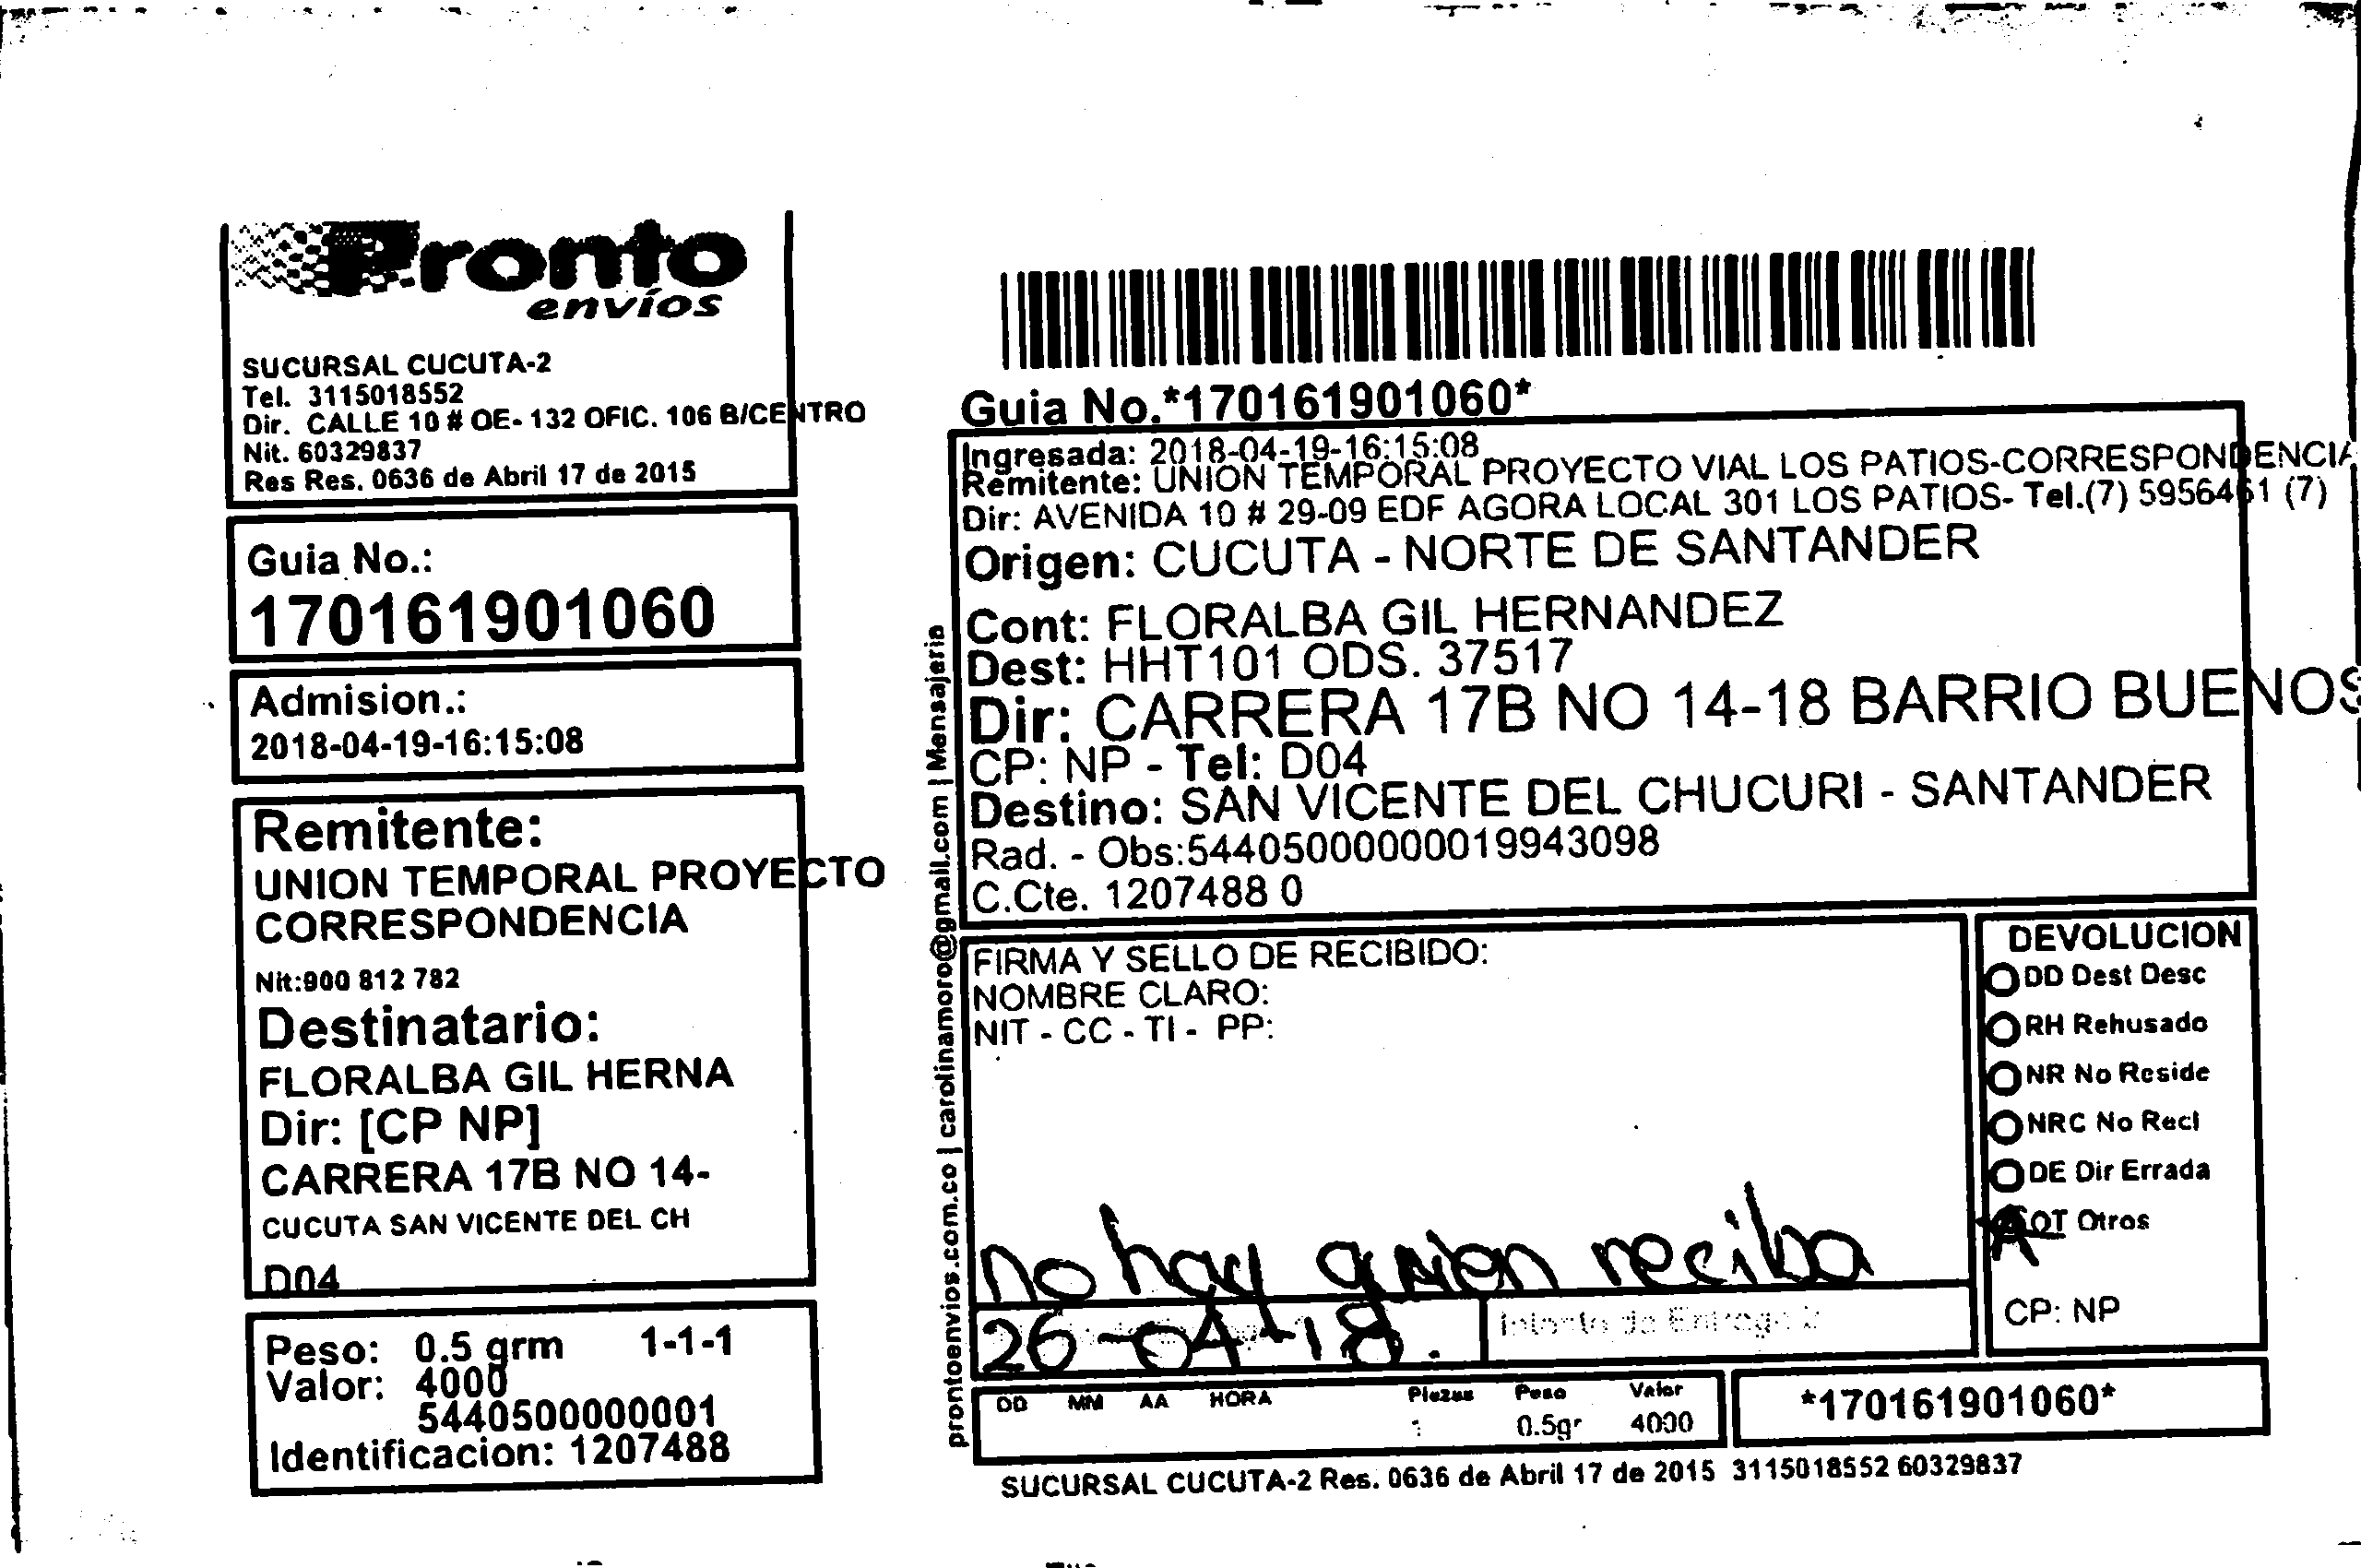 Pronto
envíos
SUCURSAL CUCUTA-2
Tel. 3115018552
Dir. CALLE 10 # OE- 132 OFIC. 106 B/CENTRO
Nit. 60329837
Res Res. 0636 de Abril 17 de 2015
Guia No.:
170161901060
Admision.:
2018-04-19-16:15:08
Remitente:
UNION TEMPORAL PROYECTO
CORRESPONDENCIA
Nit:900 812 782
Destinatario:
FLORALBA GIL HERNA
Dir: [CP NP]
CARRERA 17B NO 14-
CUCUTA SAN VICENTE DEL CH
D04
Peso: 0.5 grm 1-1-1
Valor: 4000
5440500000001
Identificacion: 1207488
prontoenvios.com.co | carolinamoro@gmail.com | Mensajeria
Guia No.*170161901060*
Ingresada: 2018-04-19-16:15:08
Remitente: UNION TEMPORAL PROYECTO VIAL LOS PATIOS-CORRESPONDENCIA
Dir: AVENIDA 10 # 29-09 EDF AGORA LOCAL 301 LOS PATIOS- Tel.(7) 5956461 (7)
Origen: CUCUTA - NORTE DE SANTANDER
Cont: FLORALBA GIL HERNANDEZ
Dest: HHT101 ODS. 37517
Dir: CARRERA 17B NO 14-18 BARRIO BUENOS
CP: NP - Tel: D04
Destino: SAN VICENTE DEL CHUCURI - SANTANDER
Rad. - Obs:54405000000019943098
C.Cte. 1207488 0
FIRMA Y SELLO DE RECIBIDO:
NOMBRE CLARO:
NIT - CC - TI - PP:
no hay quien reciba
26-04-18.
Intento de Entrega 2
DEVOLUCION
DD Dest Desc
RH Rehusado
NR No Reside
NRC No Recl
DE Dir Errada
OT Otros
CP: NP
DD MM AA HORA Piezas Peso Valor
1 0.5gr 4000
*170161901060*
SUCURSAL CUCUTA-2 Res. 0636 de Abril 17 de 2015 3115018552 60329837